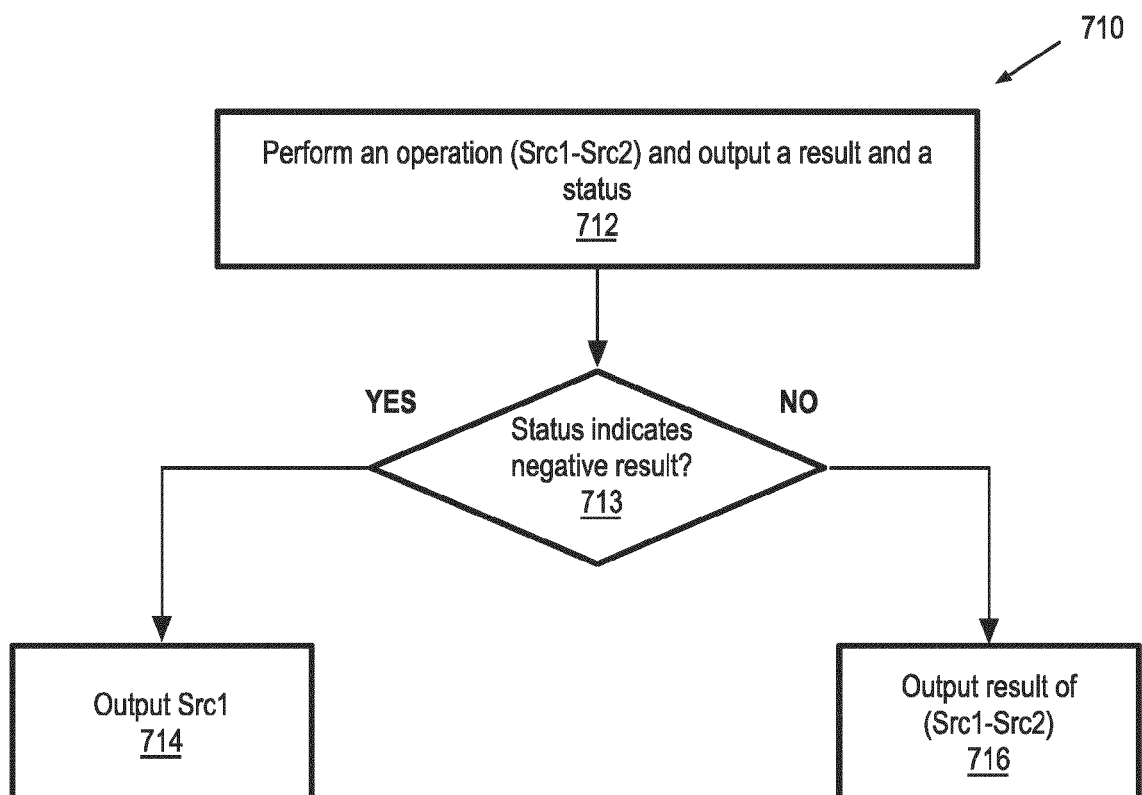 710
Perform an operation (Src1-Src2) and output a result and a
status
712
YES
NO
Status indicates
negative result?
713
Output Src1
714
Output result of
(Src1-Src2)
716